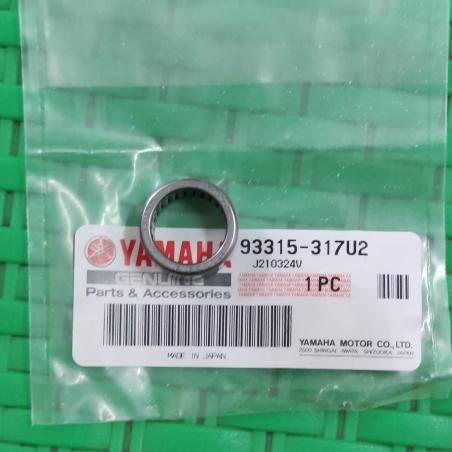 YAMAHA 93315-317U2
J210324V
GENUINE
Parts & Accessories
1 PC
YAMAHA MOTOR CO.,LTD.
2500 SHINGAI IWATA SHIZUOKA JAPAN
MADE IN JAPAN